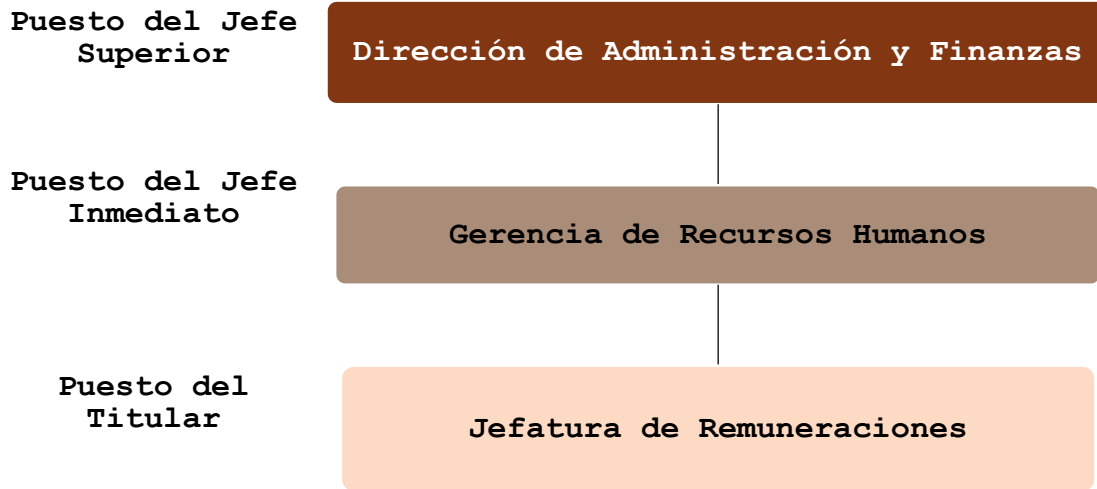 Puesto del Jefe
Superior
Dirección de Administración y Finanzas
Puesto del Jefe
Inmediato
Gerencia de Recursos Humanos
Puesto del
Titular
Jefatura de Remuneraciones